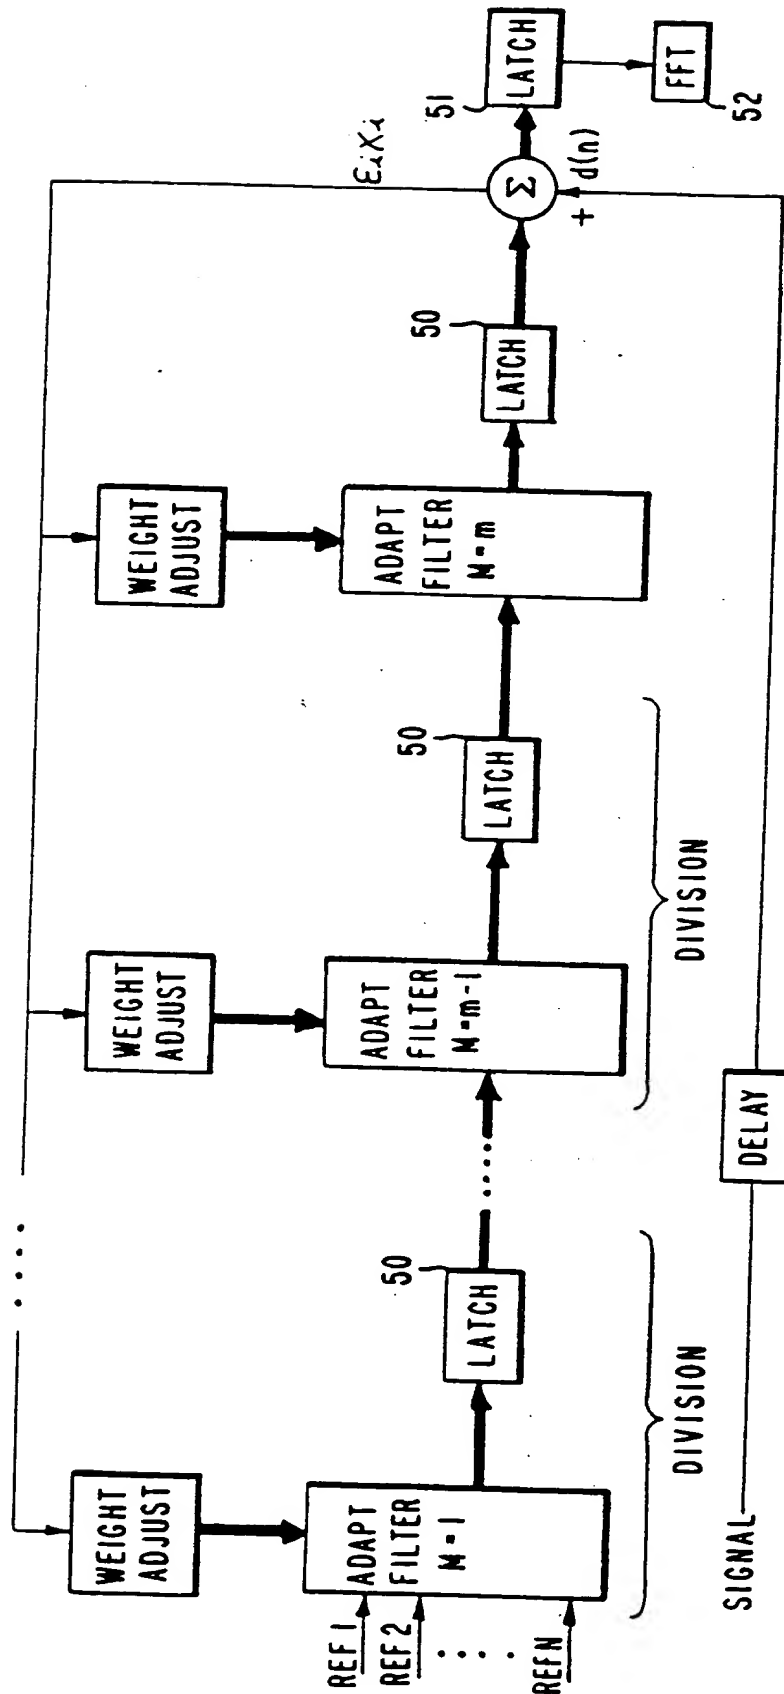 WEIGHT
ADJUST
WEIGHT
ADJUST
WEIGHT
ADJUST
εiXi
REF 1
REF 2
REF N
ADAPT
FILTER
M=1
50
LATCH
ADAPT
FILTER
M=m-1
50
LATCH
ADAPT
FILTER
M=m
50
LATCH
Σ
+
d(n)
51
LATCH
FFT
52
DIVISION
DIVISION
SIGNAL
DELAY